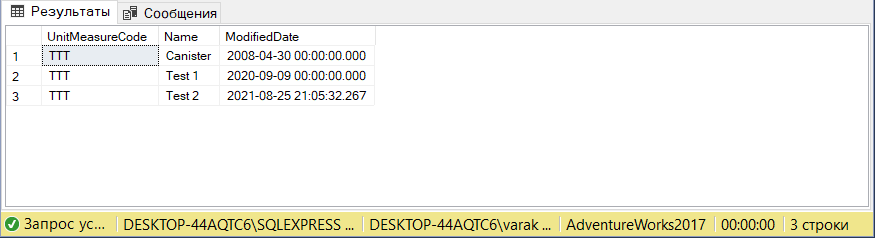 Результаты Сообщения
UnitMeasureCode Name ModifiedDate
1 TTT Canister 2008-04-30 00:00:00.000
2 TTT Test 1 2020-09-09 00:00:00.000
3 TTT Test 2 2021-08-25 21:05:32.267
Запрос ус... DESKTOP-44AQTC6\SQLEXPRESS ... DESKTOP-44AQTC6\varak ... AdventureWorks2017 00:00:00 3 строки